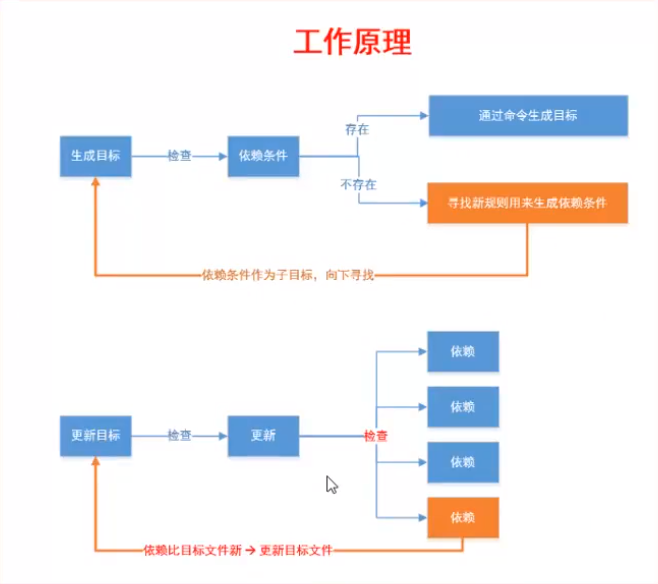 工作原理
存在
通过命令生成目标
生成目标
检查
依赖条件
不存在
寻找新规则用来生成依赖条件
依赖条件作为子目标，向下寻找
依赖
依赖
更新目标
检查
更新
检查
依赖
依赖
依赖比目标文件新 → 更新目标文件